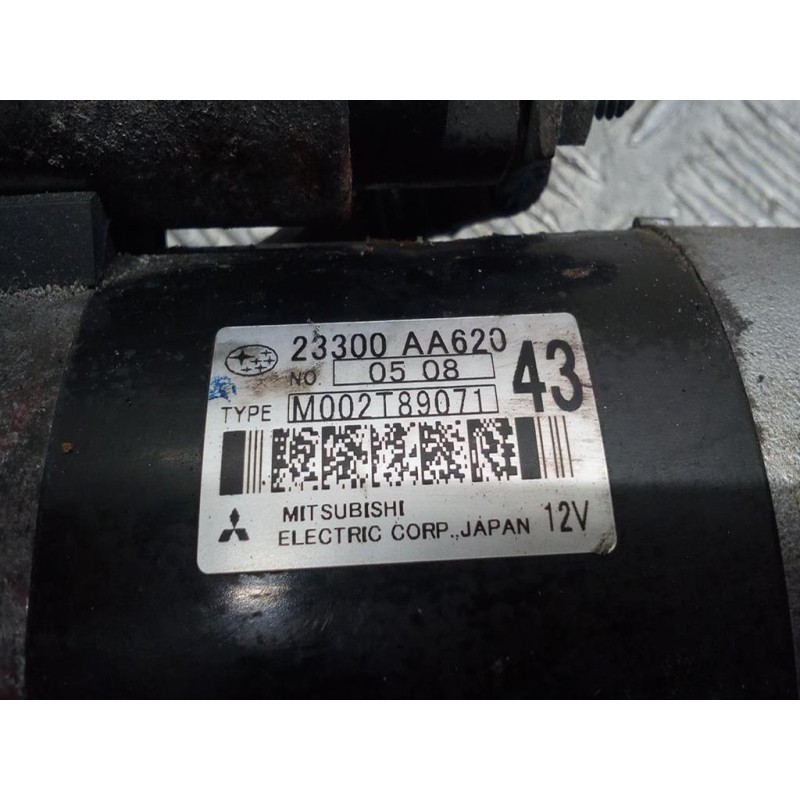 23300 AA620
NO. 05 08 43
TYPE M002T89071
MITSUBISHI
ELECTRIC CORP., JAPAN 12V